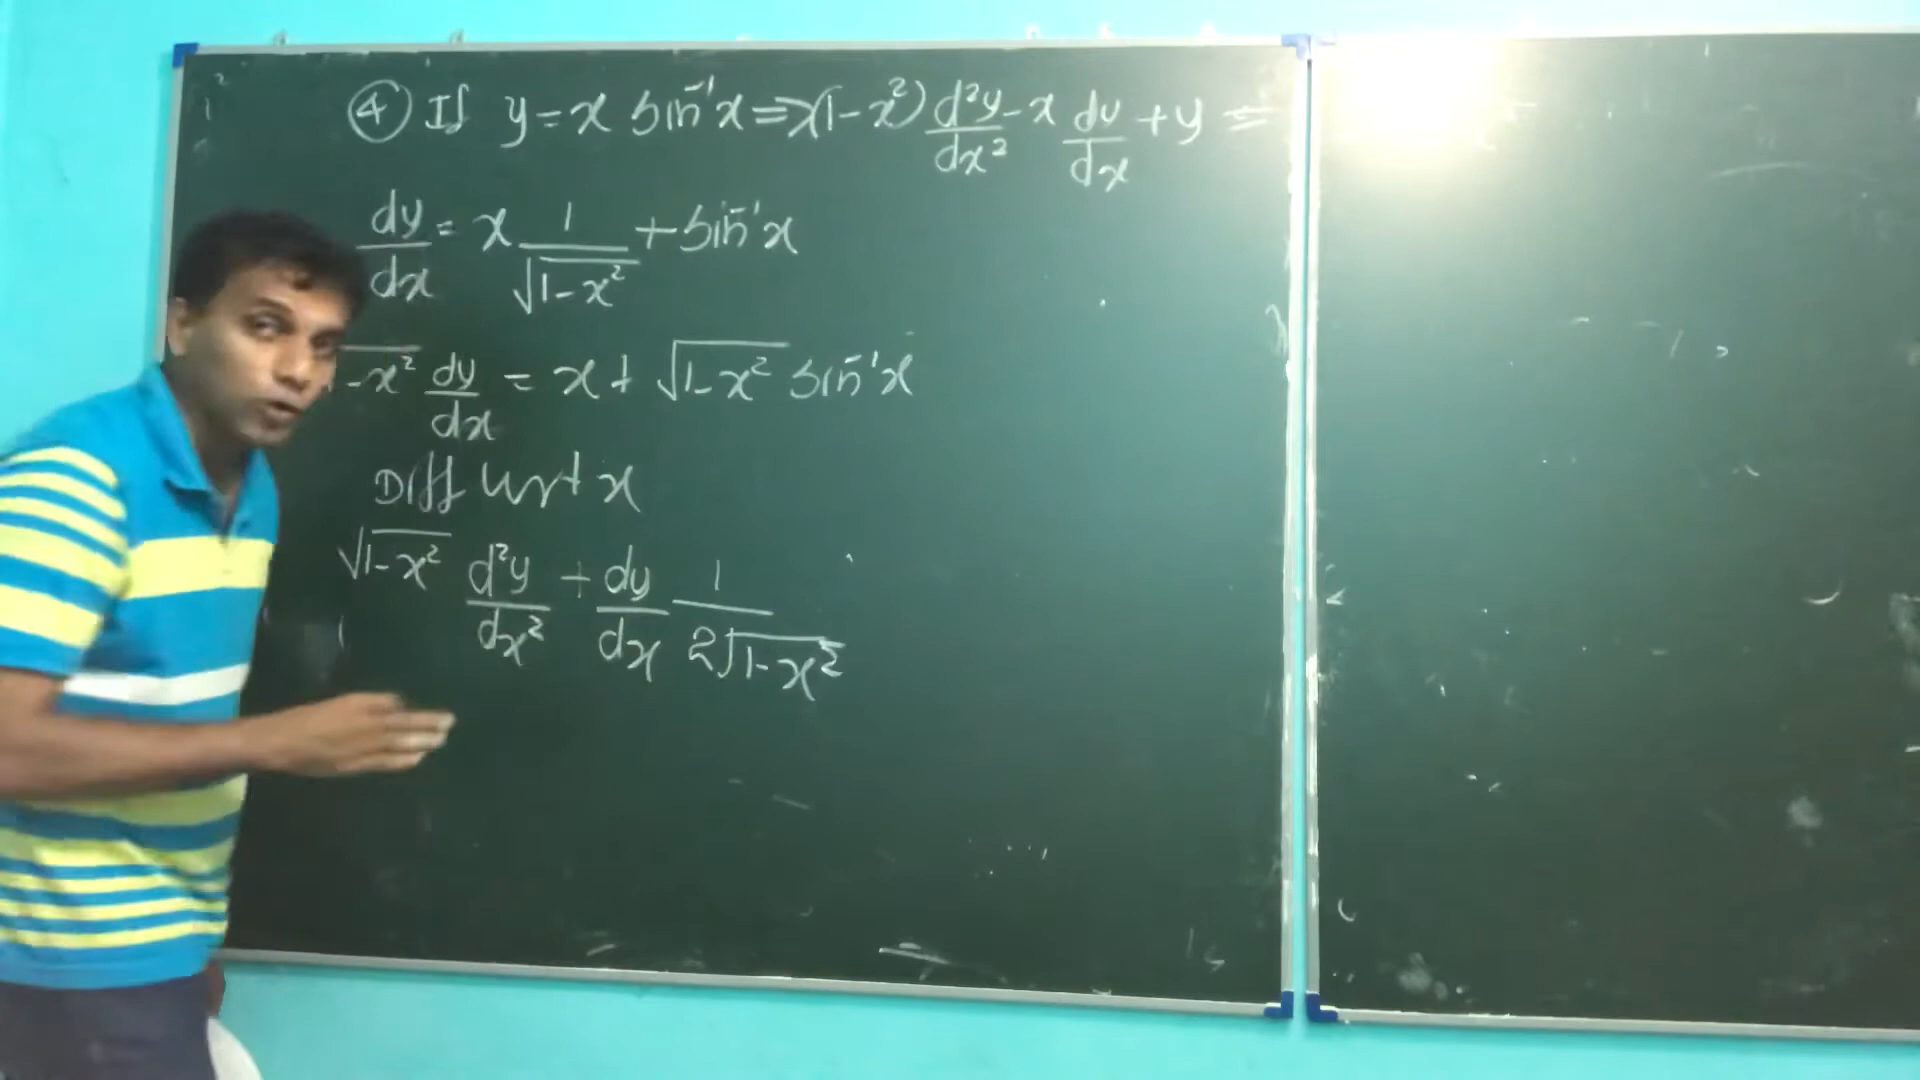 ④ If y = x sin⁻¹x ⇒ (1-x²) d²y/dx² - x dy/dx + y =
dy/dx = x 1/√(1-x²) + sin⁻¹x
-x² dy/dx = x + √(1-x²) sin⁻¹x
Diff wrt x
√(1-x²) d²y/dx² + dy/dx 1/(2√(1-x²))